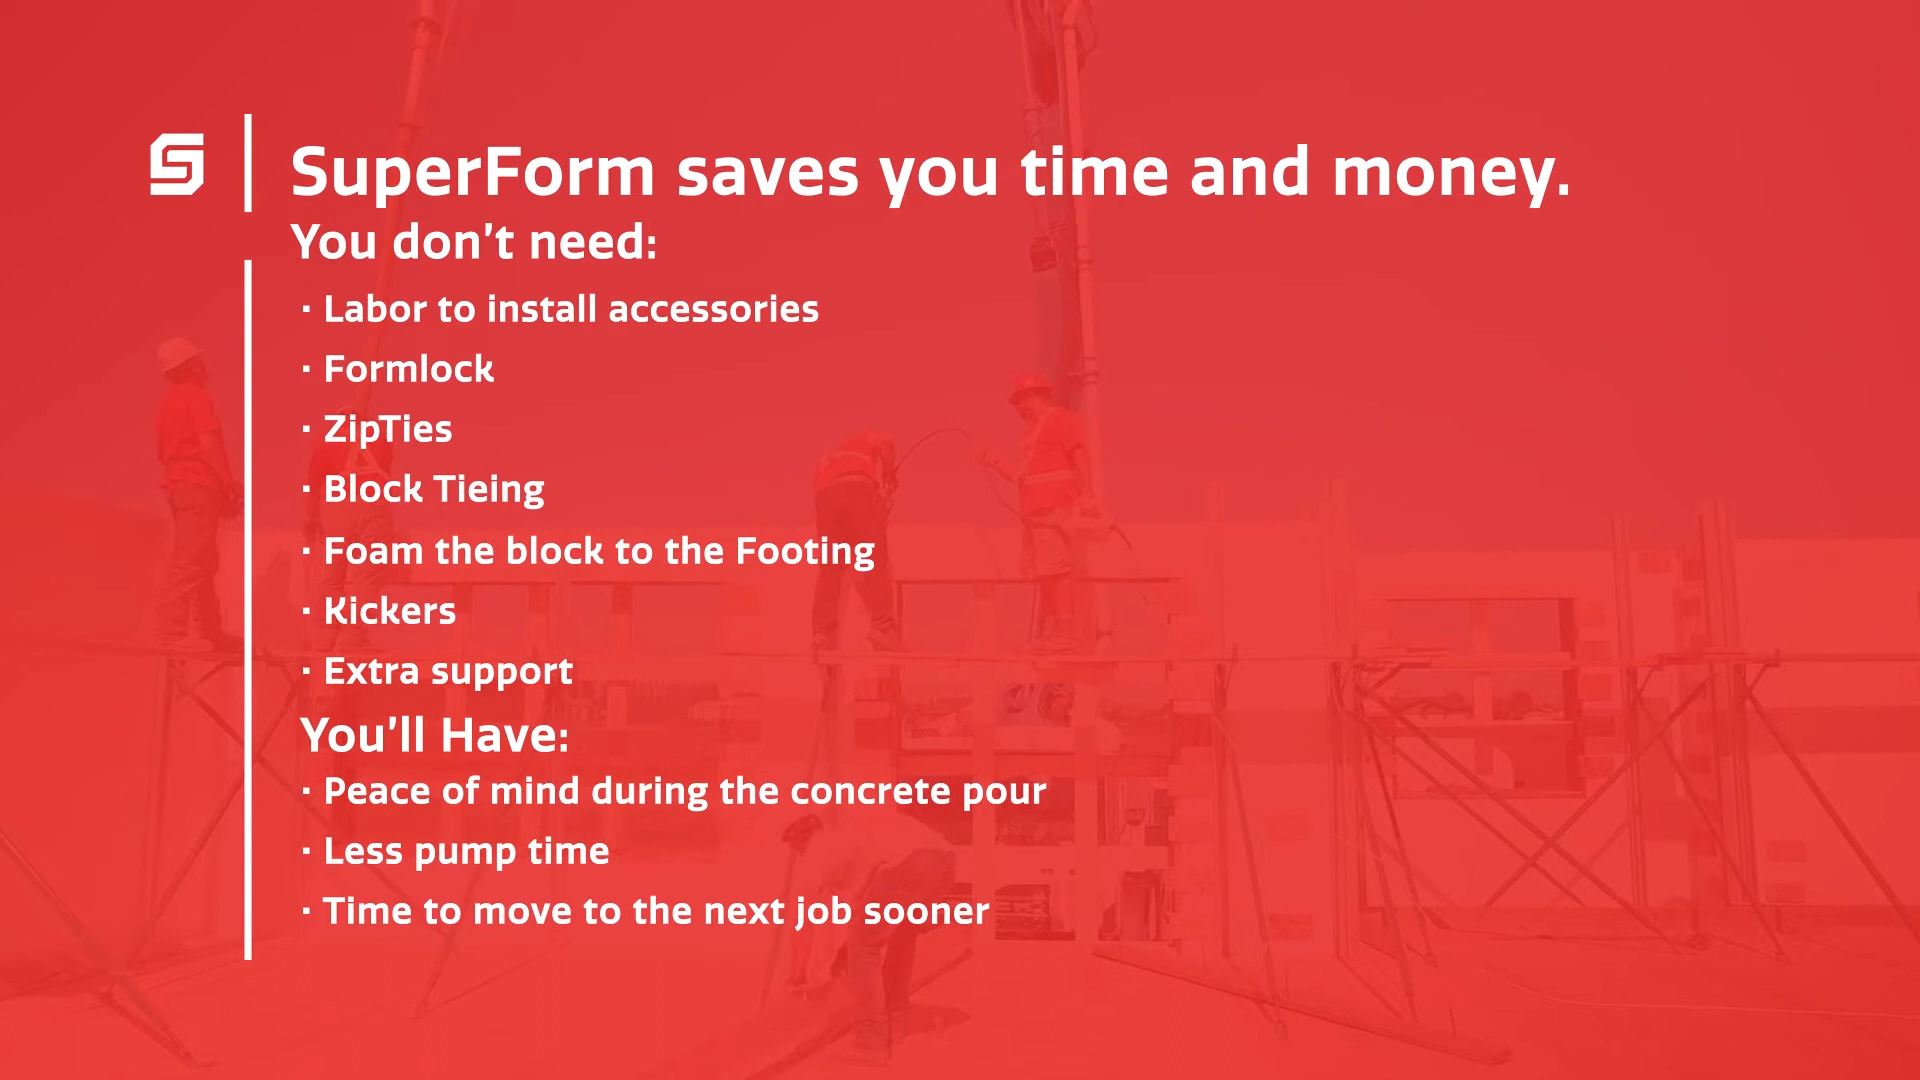 SuperForm saves you time and money.
You don't need:
· Labor to install accessories
· Formlock
· ZipTies
· Block Tieing
· Foam the block to the Footing
· Kickers
· Extra support
You'll Have:
· Peace of mind during the concrete pour
· Less pump time
· Time to move to the next job sooner